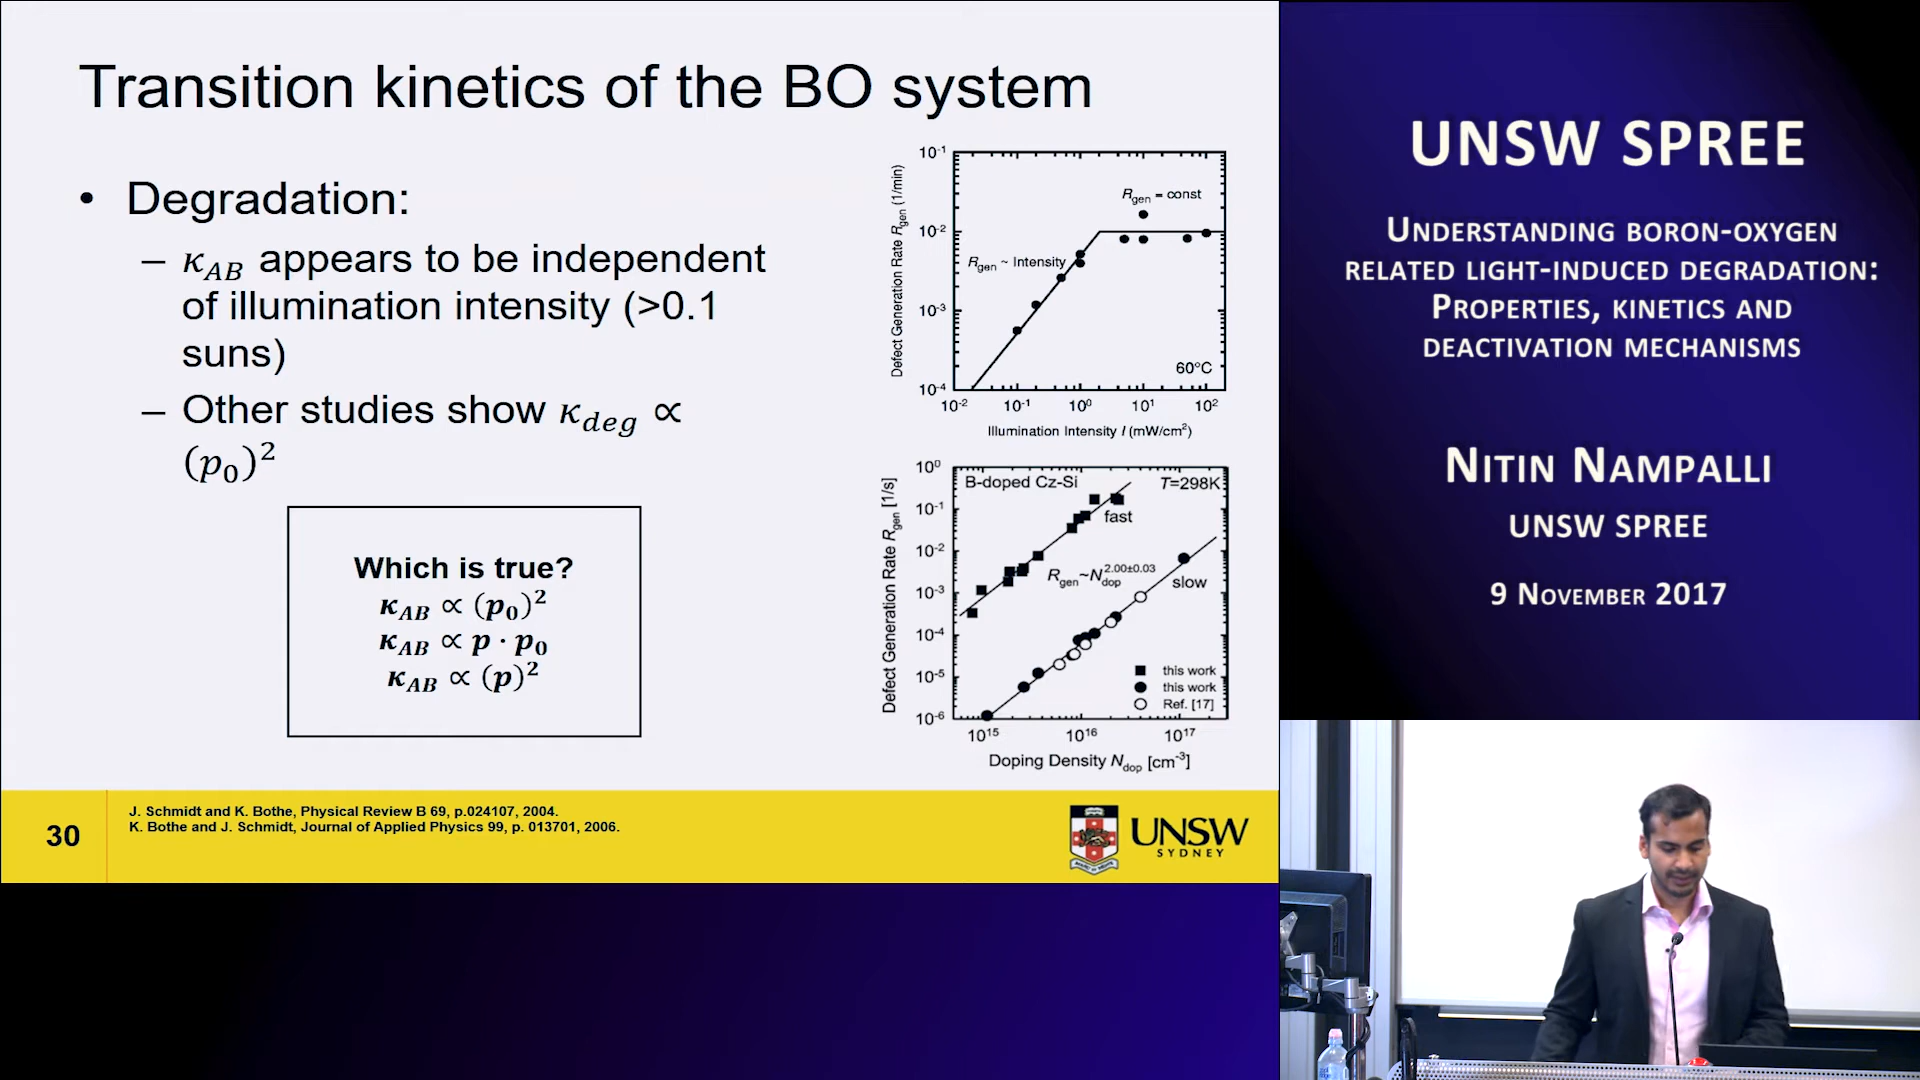 Transition kinetics of the BO system
• Degradation:
– κ_AB appears to be independent
of illumination intensity (>0.1
suns)
– Other studies show κ_deg ∝
(p₀)²
Which is true?
κ_AB ∝ (p₀)²
κ_AB ∝ p · p₀
κ_AB ∝ (p)²
Defect Generation Rate R_gen (1/min)
10⁻¹
10⁻²
10⁻³
10⁻⁴
R_gen = const
R_gen ~ Intensity
60°C
10⁻² 10⁻¹ 10⁰ 10¹ 10²
Illumination Intensity I (mW/cm²)
Defect Generation Rate R_gen [1/s]
10⁰
10⁻¹
10⁻²
10⁻³
10⁻⁴
10⁻⁵
10⁻⁶
B-doped Cz-Si T=298K
fast
R_gen~N_dop^2.00±0.03
slow
this work
this work
Ref. [17]
10¹⁵ 10¹⁶ 10¹⁷
Doping Density N_dop [cm⁻³]
30
J. Schmidt and K. Bothe, Physical Review B 69, p.024107, 2004.
K. Bothe and J. Schmidt, Journal of Applied Physics 99, p. 013701, 2006.
UNSW
SYDNEY
UNSW SPREE
UNDERSTANDING BORON-OXYGEN
RELATED LIGHT-INDUCED DEGRADATION:
PROPERTIES, KINETICS AND
DEACTIVATION MECHANISMS
NITIN NAMPALLI
UNSW SPREE
9 NOVEMBER 2017